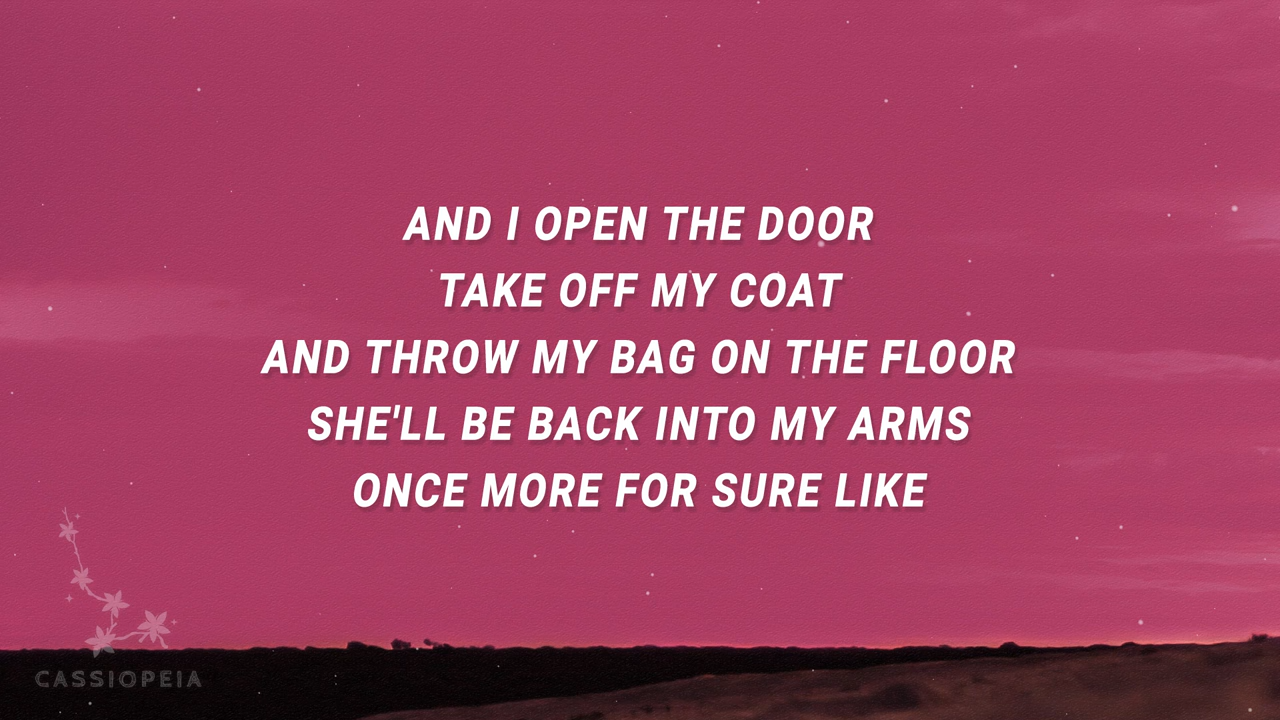 AND I OPEN THE DOOR
TAKE OFF MY COAT
AND THROW MY BAG ON THE FLOOR
SHE'LL BE BACK INTO MY ARMS
ONCE MORE FOR SURE LIKE
CASSIOPEIA